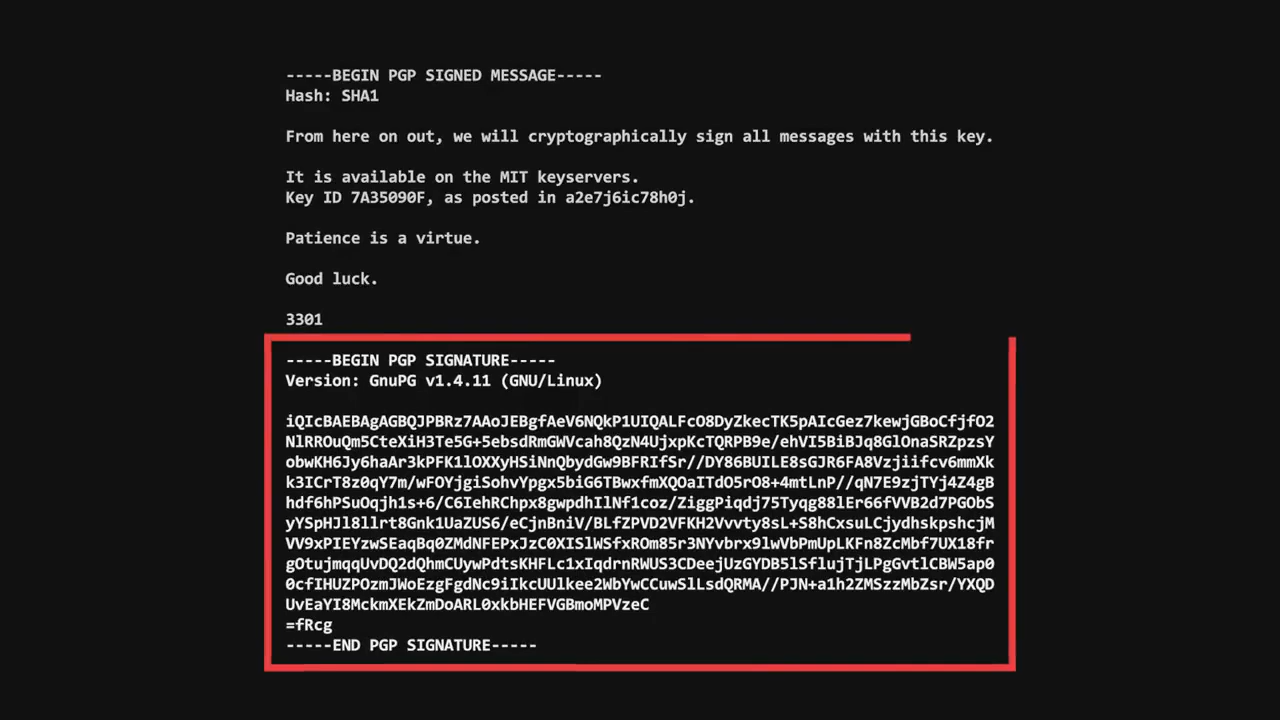 -----BEGIN PGP SIGNED MESSAGE-----
Hash: SHA1
From here on out, we will cryptographically sign all messages with this key.
It is available on the MIT keyservers.
Key ID 7A35090F, as posted in a2e7j6ic78h0j.
Patience is a virtue.
Good luck.
3301
-----BEGIN PGP SIGNATURE-----
Version: GnuPG v1.4.11 (GNU/Linux)
iQIcBAEBAgAGBQJPBRz7AAoJEBgfAeV6NQkP1UIQALFcO8DyZkecTK5pAIcGez7kewjGBoCfjfO2
NlRROuQm5CteXiH3Te5G+5ebsdRmGWVcah8QzN4UjxpKcTQRPB9e/ehVI5BiBJq8GlOnaSRZpzsY
obwKH6Jy6haAr3kPFK1lOXXyHSiNnQbydGw9BFRIfSr//DY86BUILE8sGJR6FA8Vzjiifcv6mmXk
k3ICrT8z0qY7m/wFOYjgiSohvYpgx5biG6TBwxfmXQOaITdO5rO8+4mtLnP//qN7E9zjTYj4Z4gB
hdf6hPSuOqjh1s+6/C6IehRChpx8gwpdhIlNf1coz/ZiggPiqdj75Tyqg88lEr66fVVB2d7PGObS
yYSpHJl8llrt8Gnk1UaZUS6/eCjnBniV/BLfZPVD2VFKH2Vvvty8sL+S8hCxsuLCjydhskpshcjM
VV9xPIEYzwSEaqBq0ZMdNFEPxJzC0XISlWSfxROm85r3NYvbrx9lwVbPmUpLKFn8ZcMbf7UX18fr
gOtujmqqUvDQ2dQhmCUywPdtsKHFLc1xIqdrnRWUS3CDeejUzGYDB5lSflujTjLPgGvtlCBW5ap0
0cfIHUZPOzmJWoEzgFgdNc9iIkcUUlkee2WbYwCCuwSlLsdQRMA//PJN+a1h2ZMSzzMbZsr/YXQD
UvEaYI8MckmXEkZmDoARL0xkbHEFVGBmoMPVzeC
=fRcg
-----END PGP SIGNATURE-----